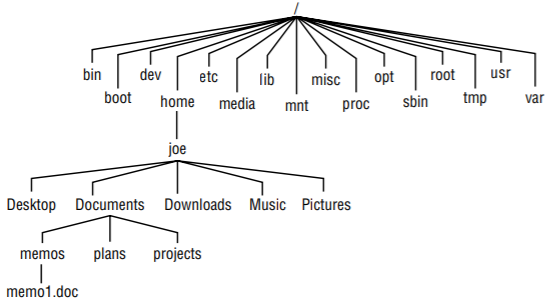 /
bin dev etc lib misc opt root usr
boot home media mnt proc sbin tmp var
joe
Desktop Documents Downloads Music Pictures
memos plans projects
memo1.doc